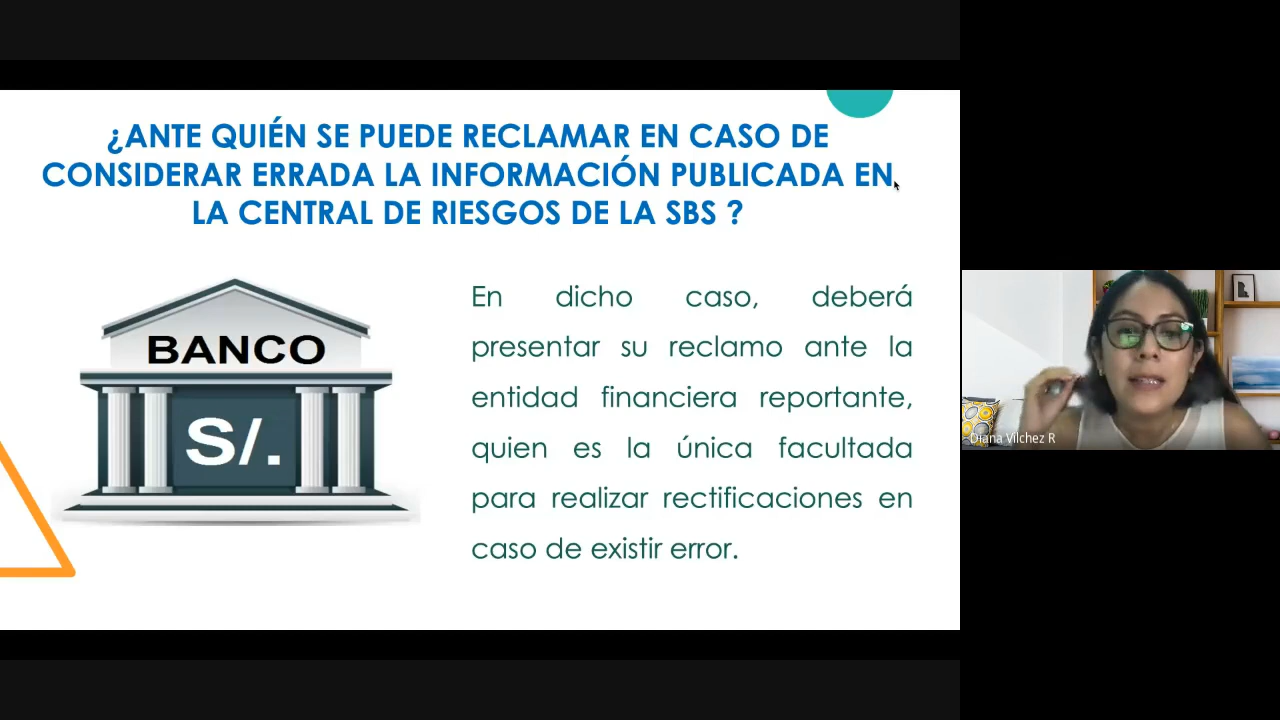 ¿ANTE QUIÉN SE PUEDE RECLAMAR EN CASO DE
CONSIDERAR ERRADA LA INFORMACIÓN PUBLICADA EN
LA CENTRAL DE RIESGOS DE LA SBS ?
BANCO
S/.
En dicho caso, deberá
presentar su reclamo ante la
entidad financiera reportante,
quien es la única facultada
para realizar rectificaciones en
caso de existir error.
Diana Vilchez R